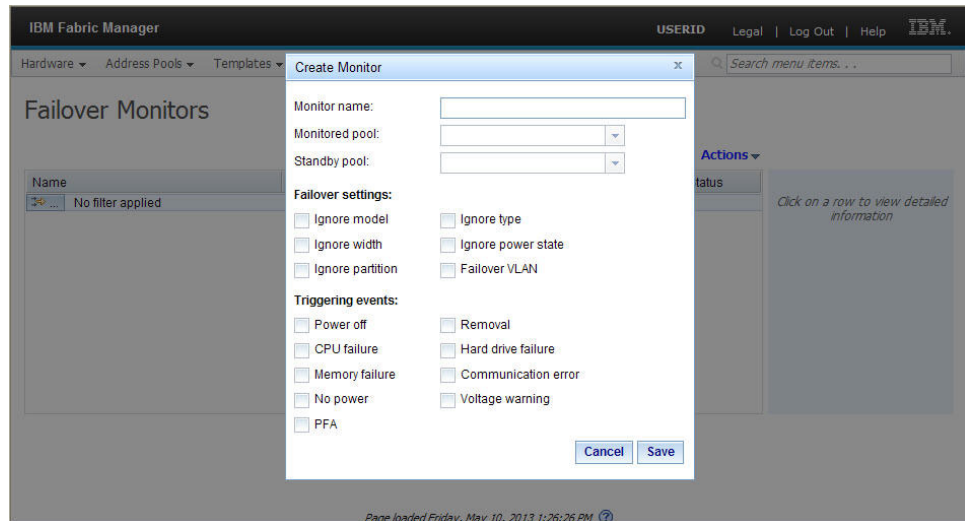 IBM Fabric Manager
USERID Legal | Log Out | Help IBM.
Hardware Address Pools Templates
Search menu items. . .
Failover Monitors
Actions
Name
tatus
... No filter applied
Click on a row to view detailed
information
Create Monitor x
Monitor name:
Monitored pool:
Standby pool:
Failover settings:
Ignore model Ignore type
Ignore width Ignore power state
Ignore partition Failover VLAN
Triggering events:
Power off Removal
CPU failure Hard drive failure
Memory failure Communication error
No power Voltage warning
PFA
Cancel Save
Page loaded Friday, May 10, 2013 1:26:26 PM ?